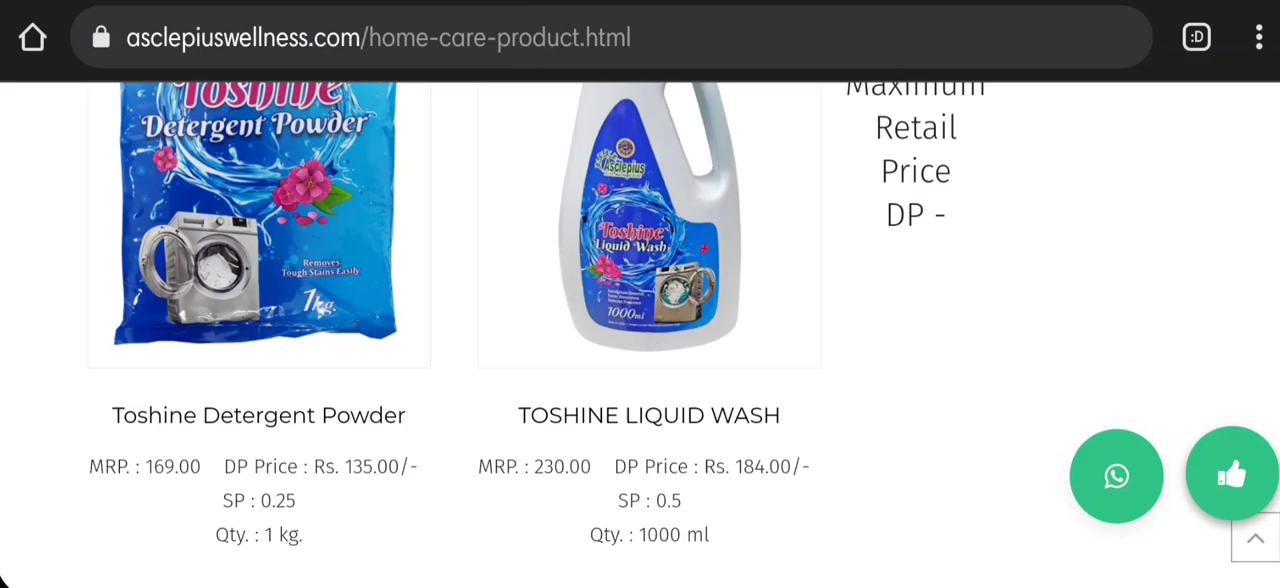 asclepiuswellness.com/home-care-product.html
:D
Toshine
Detergent Powder
Removes
Tough Stains Easily
1kg.
Asclepius
Toshine
Liquid Wash
1000ml
Maximum
Retail
Price
DP -
Toshine Detergent Powder
MRP. : 169.00 DP Price : Rs. 135.00/-
SP : 0.25
Qty. : 1 kg.
TOSHINE LIQUID WASH
MRP. : 230.00 DP Price : Rs. 184.00/-
SP : 0.5
Qty. : 1000 ml